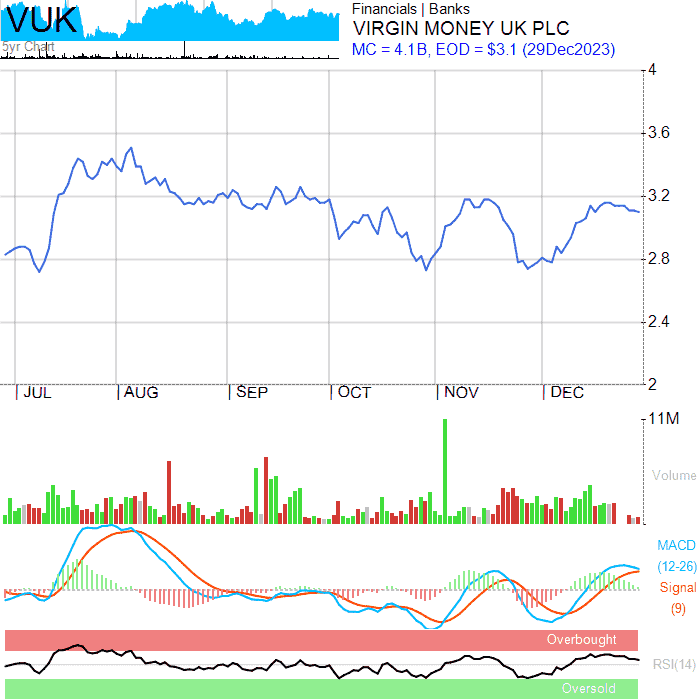 VUK
5yr Chart
Financials | Banks
VIRGIN MONEY UK PLC
MC = 4.1B, EOD = $3.1 (29Dec2023)
4
3.6
3.2
2.8
2.4
2
JUL AUG SEP OCT NOV DEC
11M
Volume
MACD
(12-26)
Signal
(9)
Overbought
RSI(14)
Oversold